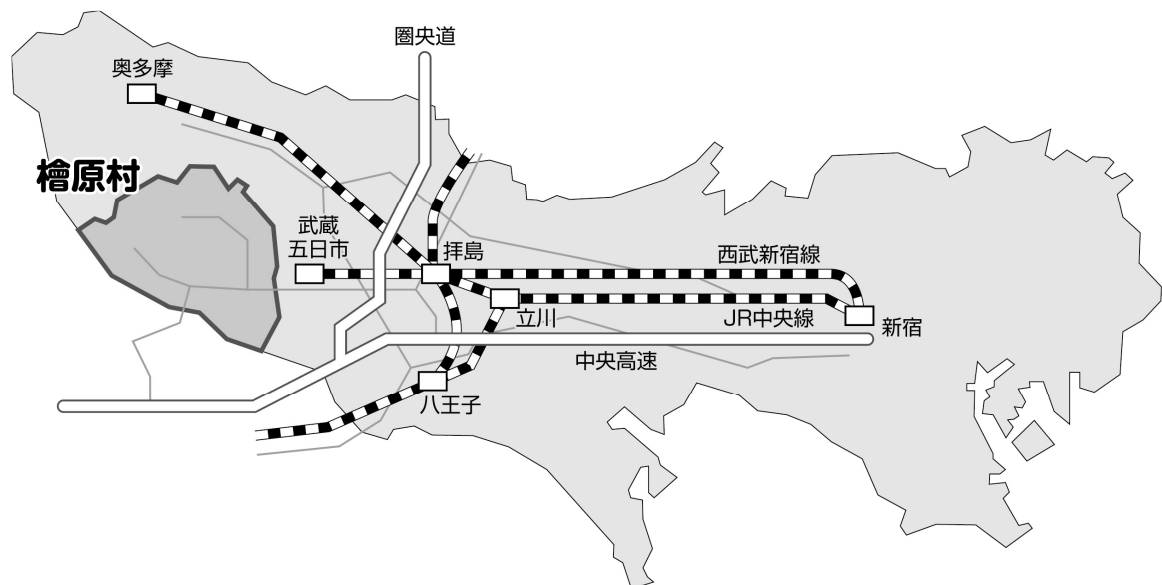 圏央道
奥多摩
檜原村
武蔵
五日市
拝島
西武新宿線
立川
JR中央線
新宿
中央高速
八王子